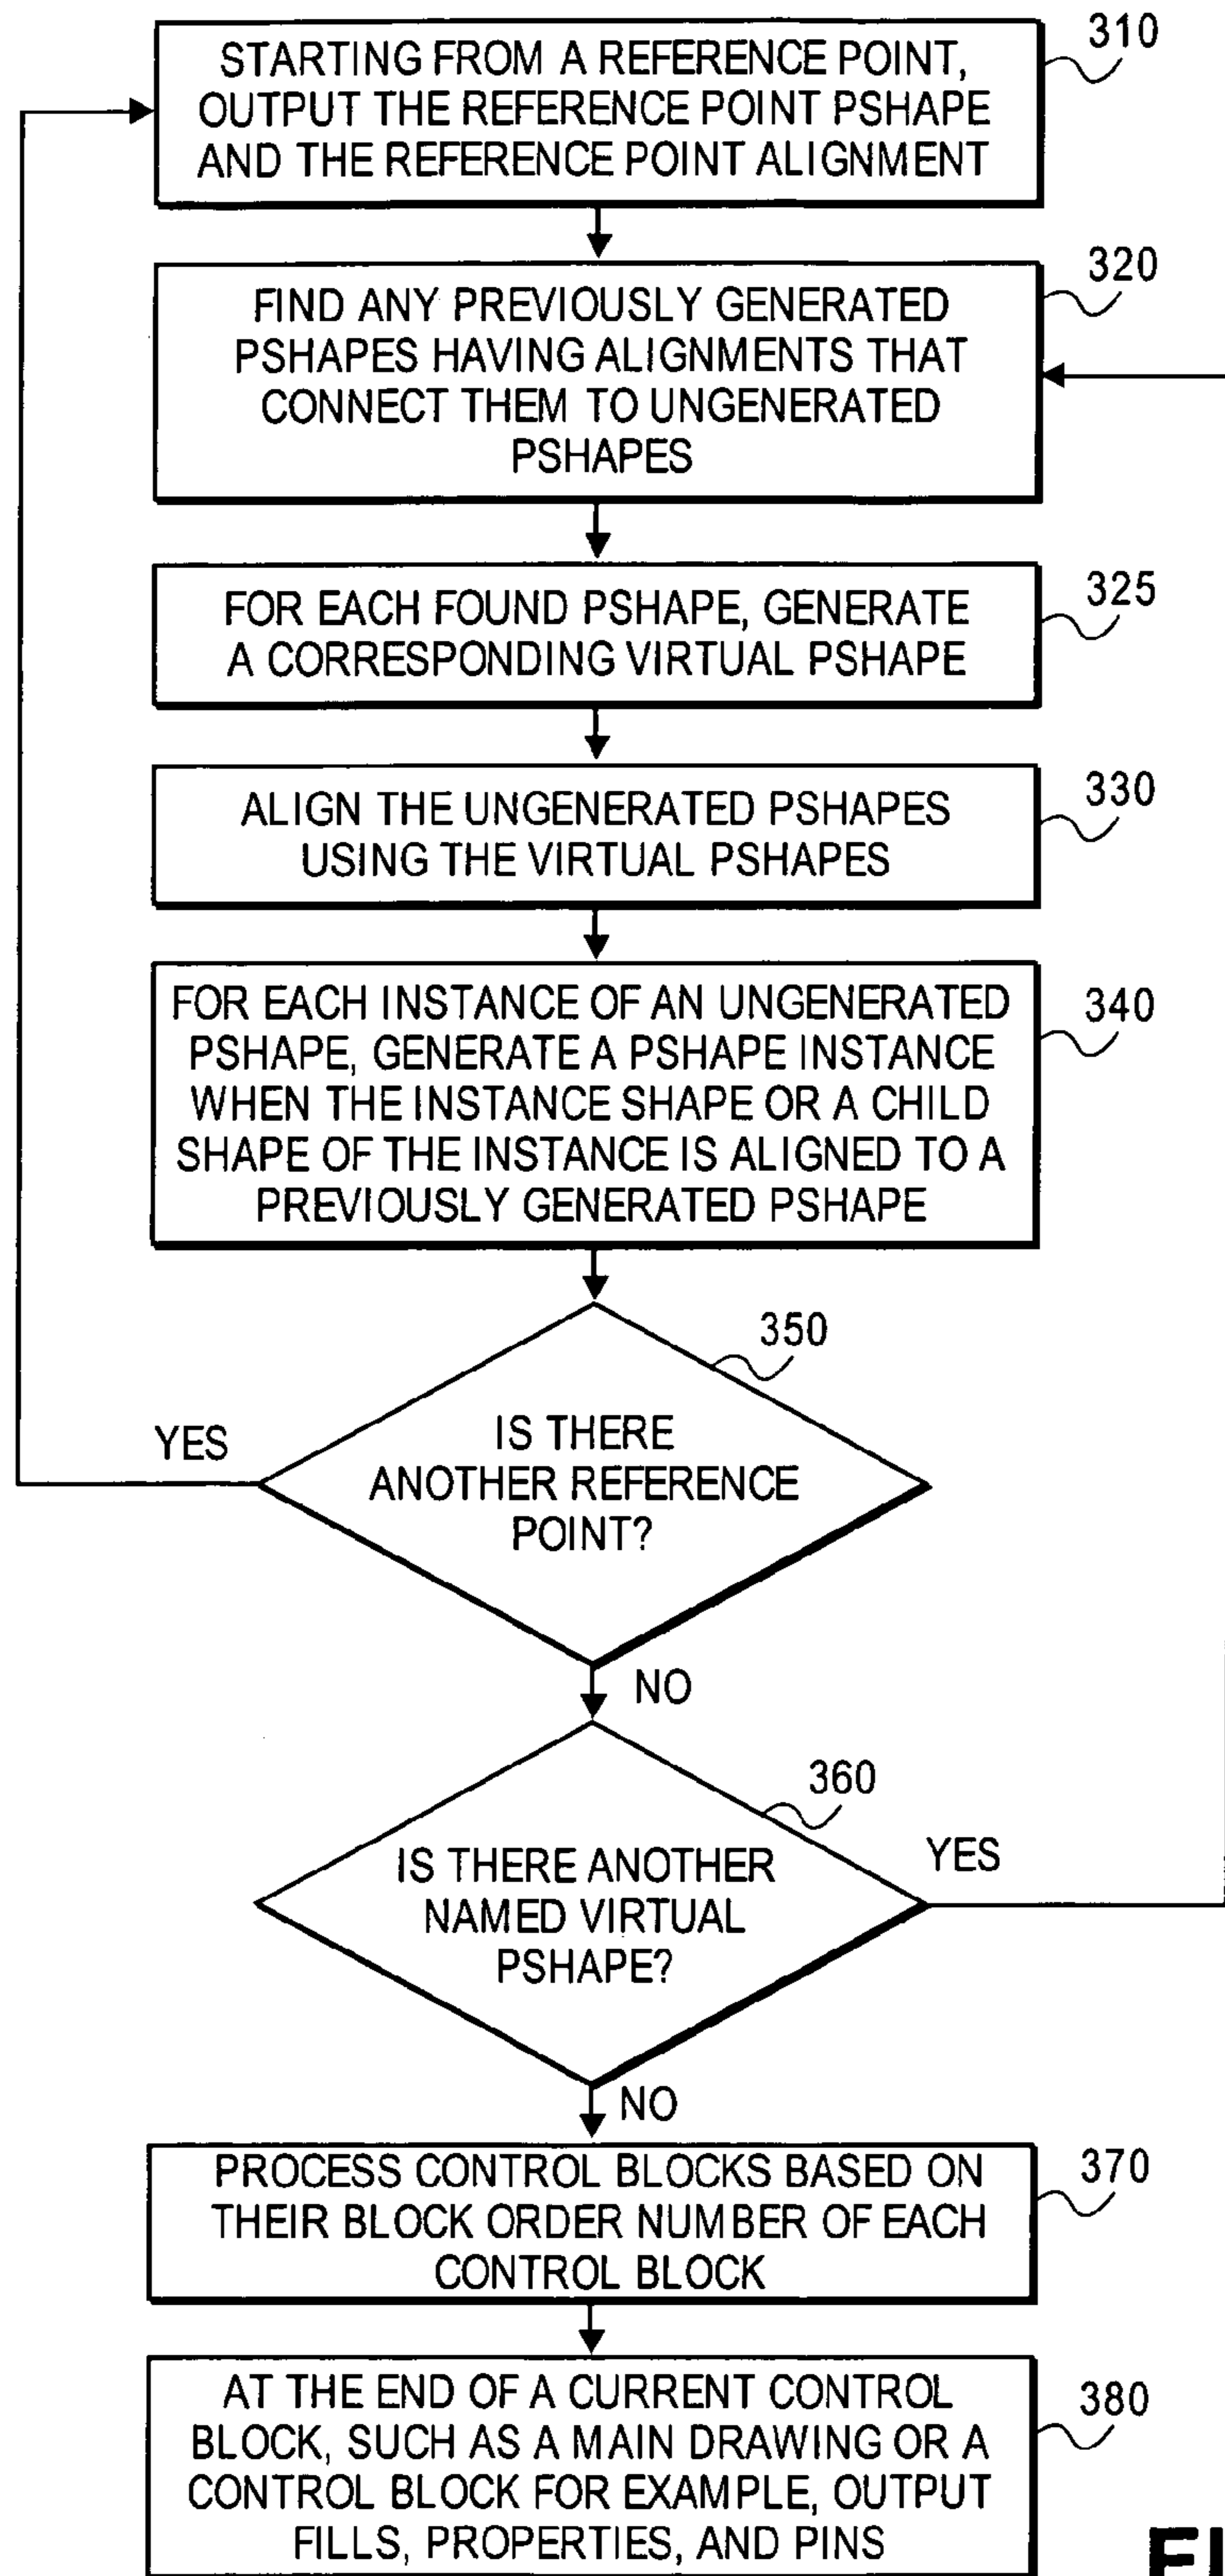 STARTING FROM A REFERENCE POINT,
OUTPUT THE REFERENCE POINT PSHAPE
AND THE REFERENCE POINT ALIGNMENT
310
FIND ANY PREVIOUSLY GENERATED
PSHAPES HAVING ALIGNMENTS THAT
CONNECT THEM TO UNGENERATED
PSHAPES
320
FOR EACH FOUND PSHAPE, GENERATE
A CORRESPONDING VIRTUAL PSHAPE
325
ALIGN THE UNGENERATED PSHAPES
USING THE VIRTUAL PSHAPES
330
FOR EACH INSTANCE OF AN UNGENERATED
PSHAPE, GENERATE A PSHAPE INSTANCE
WHEN THE INSTANCE SHAPE OR A CHILD
SHAPE OF THE INSTANCE IS ALIGNED TO A
PREVIOUSLY GENERATED PSHAPE
340
350
YES
IS THERE
ANOTHER REFERENCE
POINT?
NO
360
IS THERE ANOTHER
NAMED VIRTUAL
PSHAPE?
YES
NO
PROCESS CONTROL BLOCKS BASED ON
THEIR BLOCK ORDER NUMBER OF EACH
CONTROL BLOCK
370
AT THE END OF A CURRENT CONTROL
BLOCK, SUCH AS A MAIN DRAWING OR A
CONTROL BLOCK FOR EXAMPLE, OUTPUT
FILLS, PROPERTIES, AND PINS
380